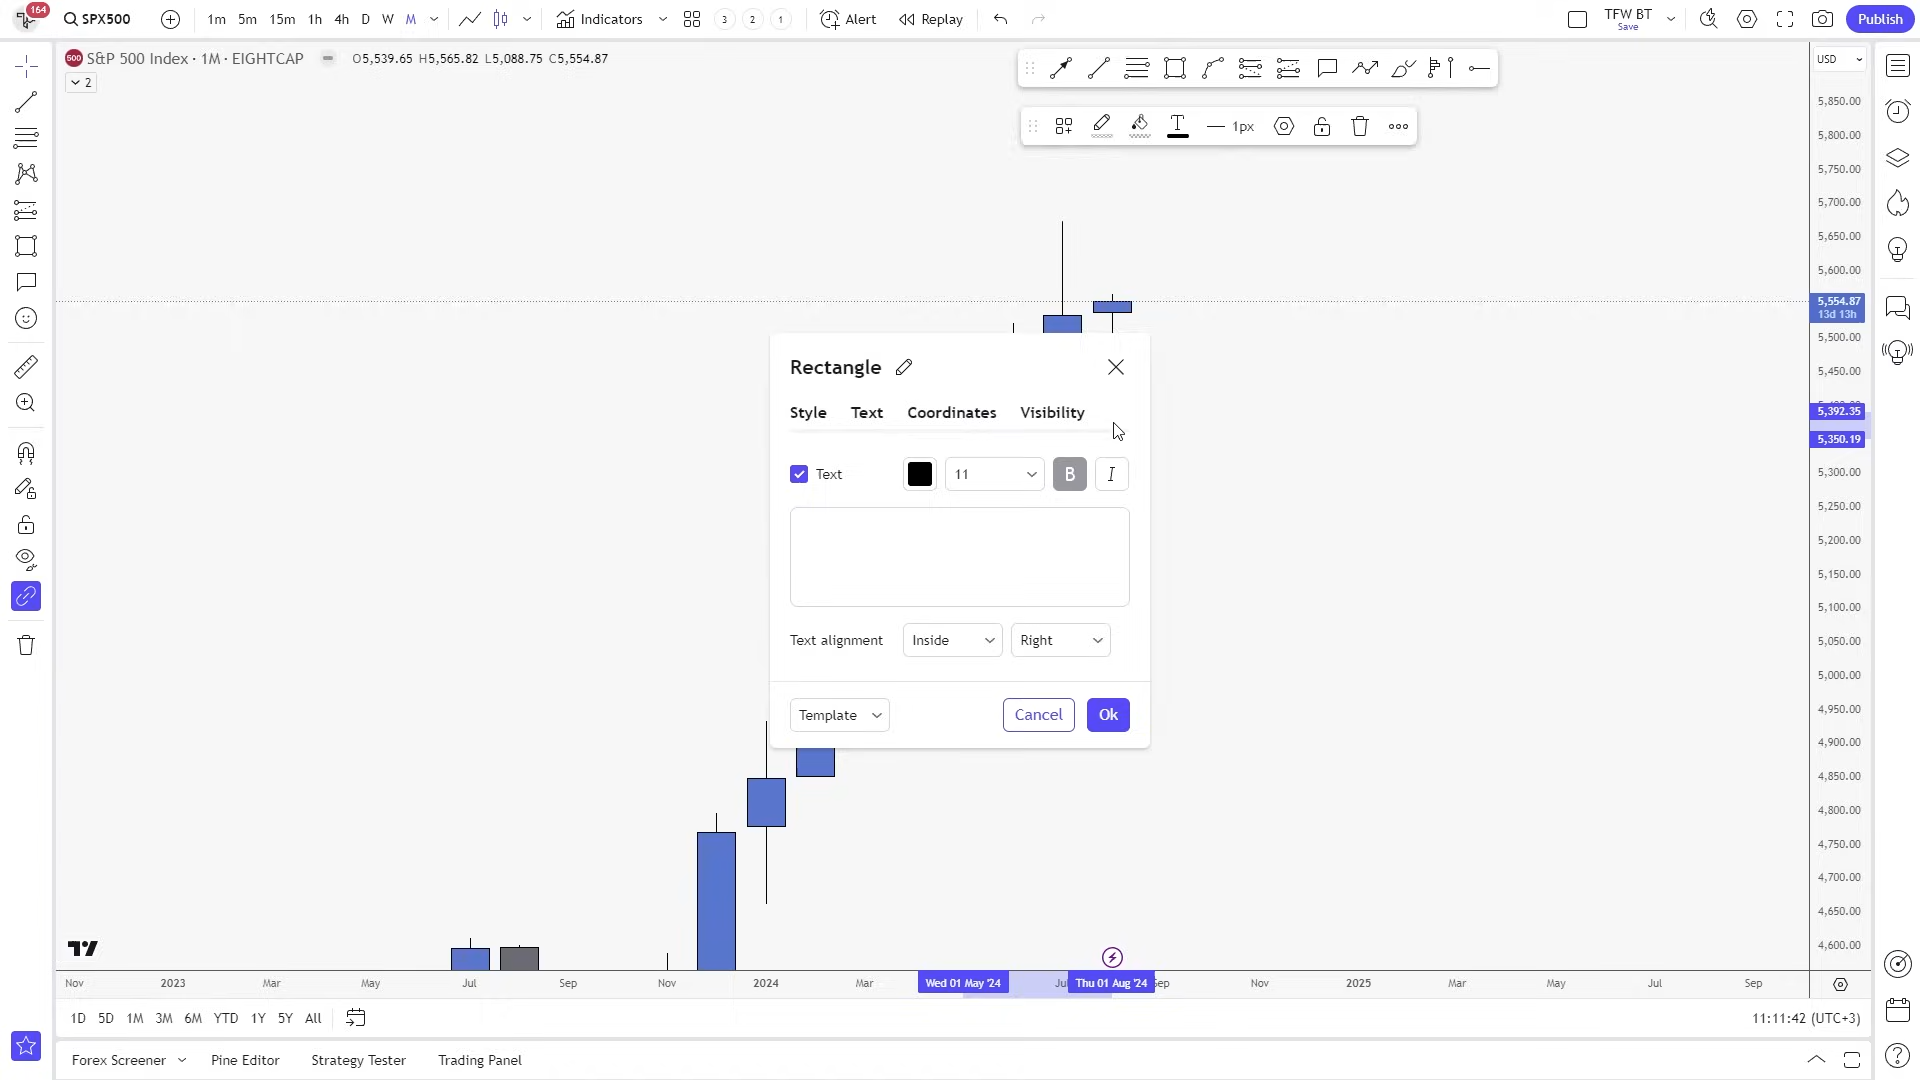 164
SPX500
1m 5m 15m 1h 4h D W M
Indicators
3 2 1
Alert
Replay
TFW BT
Save
Publish
S&P 500 Index · 1M · EIGHTCAP
O5,539.65 H5,565.82 L5,088.75 C5,554.87
2
1px
USD
5,850.00
5,800.00
5,750.00
5,700.00
5,650.00
5,600.00
5,554.87
13d 13h
5,500.00
5,450.00
5,392.35
5,350.19
5,300.00
5,250.00
5,200.00
5,150.00
5,100.00
5,050.00
5,000.00
4,950.00
4,900.00
4,850.00
4,800.00
4,750.00
4,700.00
4,650.00
4,600.00
Rectangle
Style Text Coordinates Visibility
Text
11
B
I
Text alignment
Inside
Right
Template
Cancel
Ok
Nov 2023 Mar May Jul Sep Nov 2024 Mar Wed 01 May '24 Thu 01 Aug '24 Sep Nov 2025 Mar May Jul Sep
1D 5D 1M 3M 6M YTD 1Y 5Y All
11:11:42 (UTC+3)
Forex Screener
Pine Editor
Strategy Tester
Trading Panel